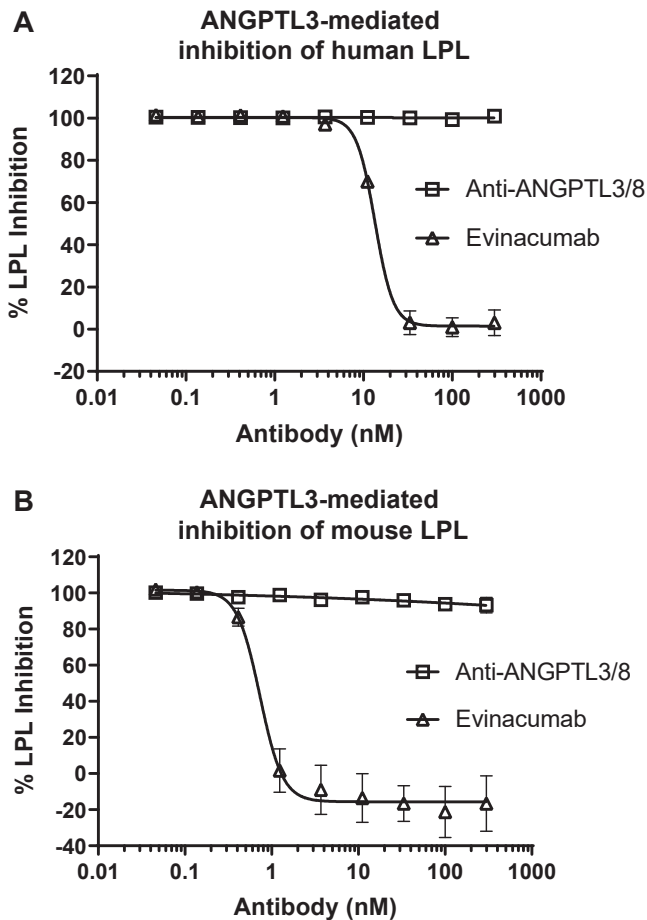 A
ANGPTL3-mediated
inhibition of human LPL
120
100
80
60
40
20
0
-20
% LPL Inhibition
Anti-ANGPTL3/8
Evinacumab
0.01
0.1
1
10
100
1000
Antibody (nM)
B
ANGPTL3-mediated
inhibition of mouse LPL
120
100
80
60
40
20
0
-20
-40
% LPL Inhibition
Anti-ANGPTL3/8
Evinacumab
0.01
0.1
1
10
100
1000
Antibody (nM)